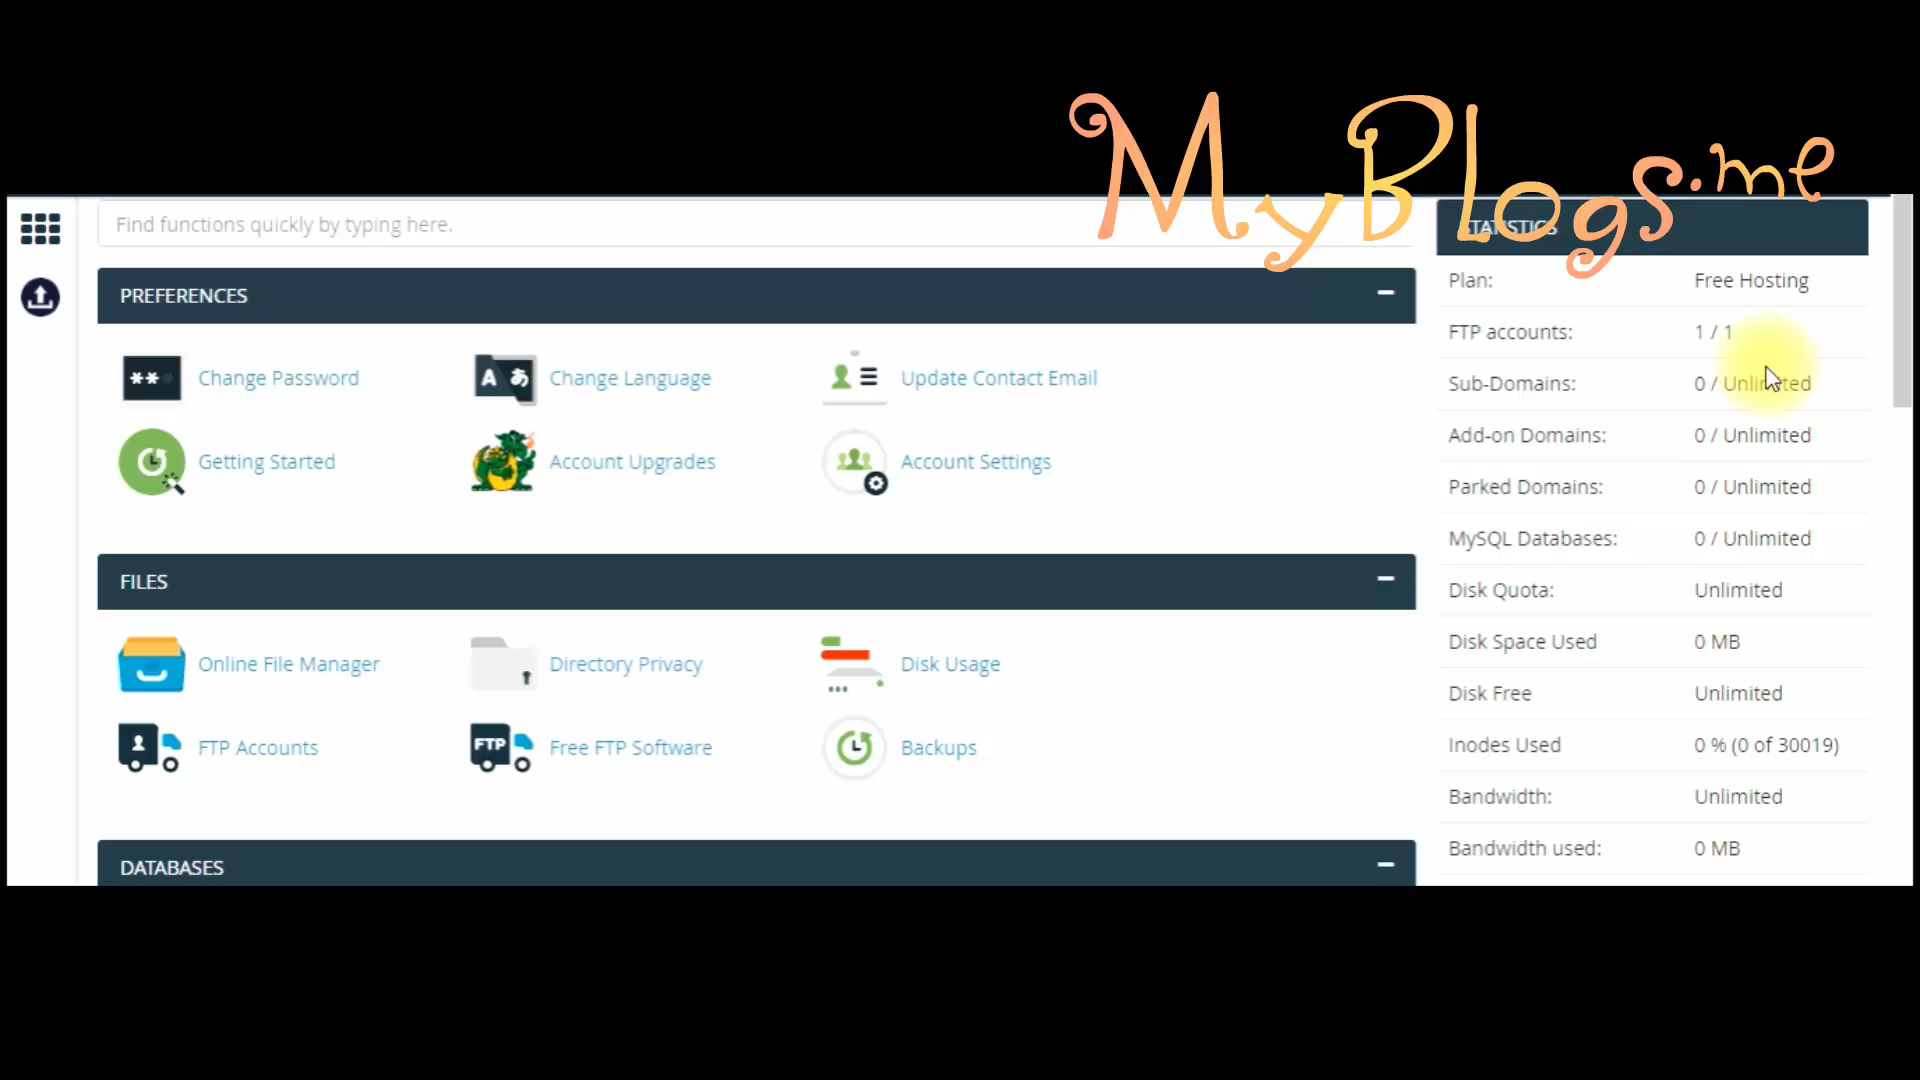 MyBLogs.me
Find functions quickly by typing here.
STATISTICS
PREFERENCES
Plan: Free Hosting
FTP accounts: 1 / 1
Change Password
A あ Change Language
Update Contact Email
Sub-Domains: 0 / Unlimited
Add-on Domains: 0 / Unlimited
Getting Started
Account Upgrades
Account Settings
Parked Domains: 0 / Unlimited
MySQL Databases: 0 / Unlimited
FILES
Disk Quota: Unlimited
Disk Space Used 0 MB
Online File Manager
Directory Privacy
Disk Usage
Disk Free Unlimited
Inodes Used 0 % (0 of 30019)
FTP Accounts
FTP Free FTP Software
Backups
Bandwidth: Unlimited
Bandwidth used: 0 MB
DATABASES